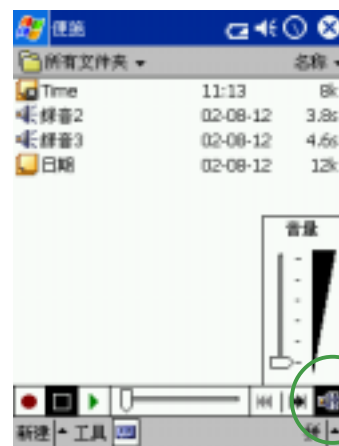 便笺
所有文件夹 名称
Time 11:13 8k
録音2 02-08-12 3.8s
録音3 02-08-12 4.6s
日期 02-08-12 12k
音量
新建 工具